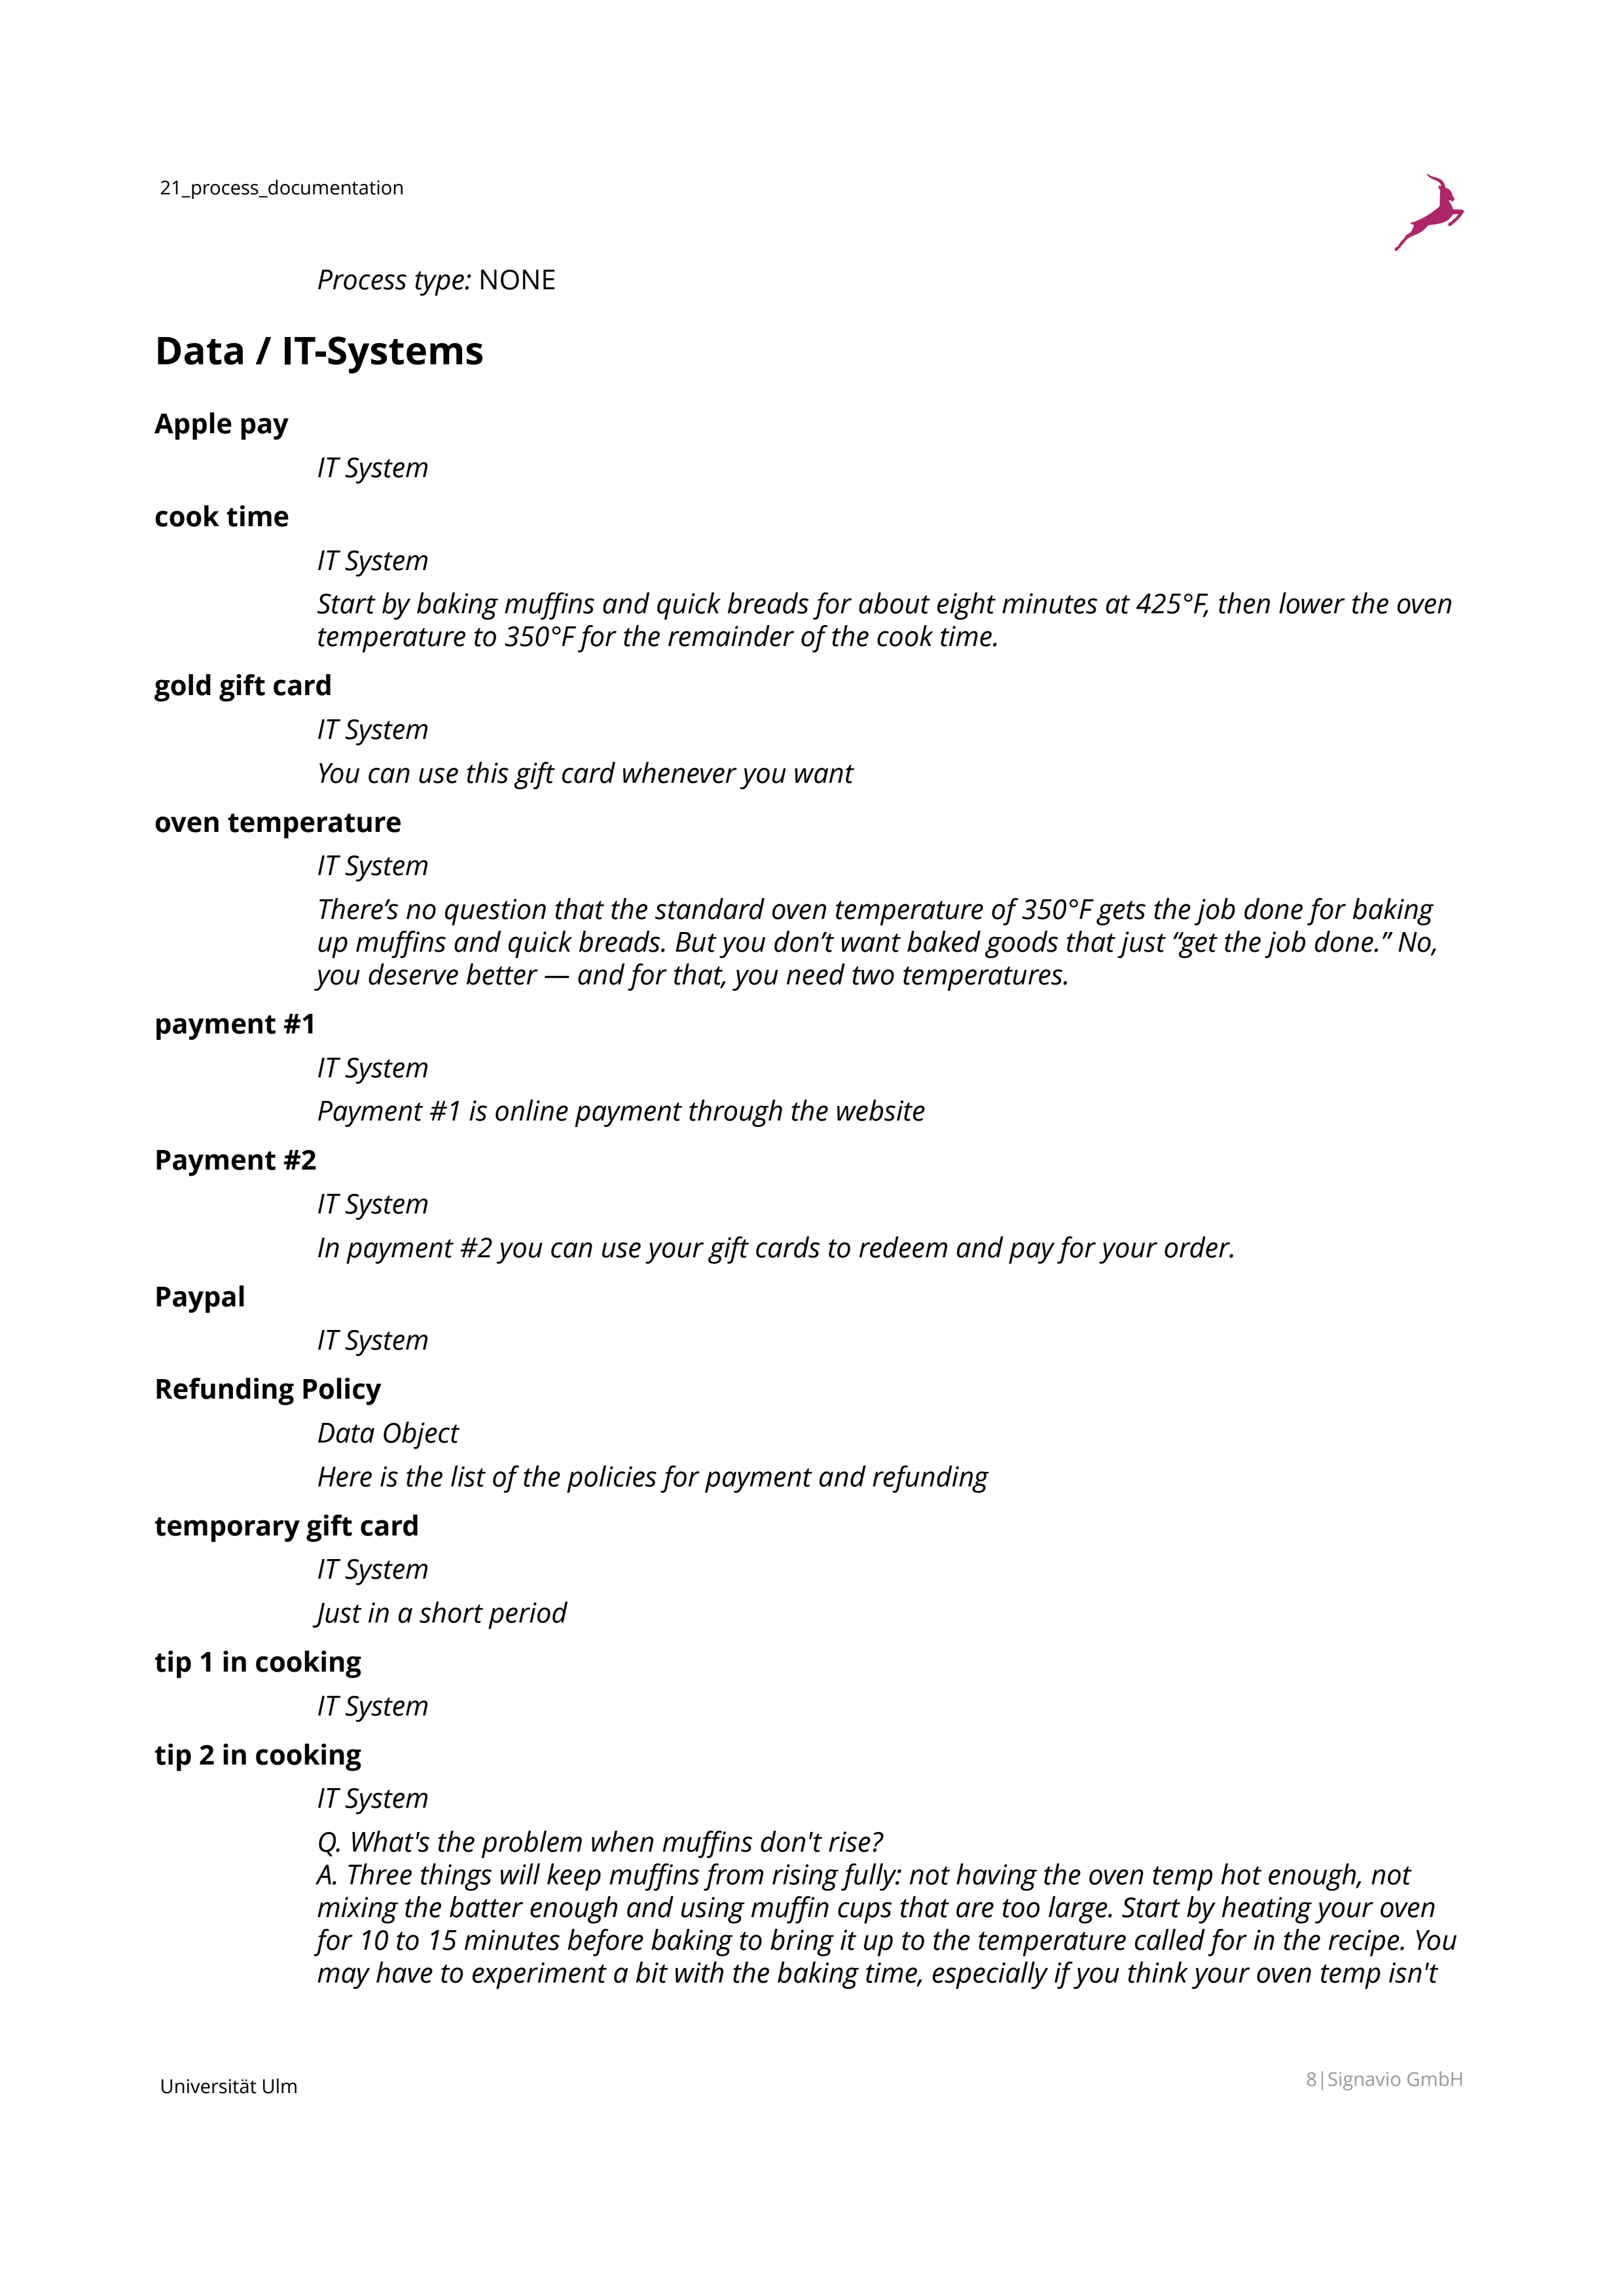 21_process_documentation
Process type: NONE
Data / IT-Systems
Apple pay
IT System
cook time
IT System
Start by baking muffins and quick breads for about eight minutes at 425°F, then lower the oven
temperature to 350°F for the remainder of the cook time.
gold gift card
IT System
You can use this gift card whenever you want
oven temperature
IT System
There’s no question that the standard oven temperature of 350°F gets the job done for baking
up muffins and quick breads. But you don’t want baked goods that just “get the job done.” No,
you deserve better — and for that, you need two temperatures.
payment #1
IT System
Payment #1 is online payment through the website
Payment #2
IT System
In payment #2 you can use your gift cards to redeem and pay for your order.
Paypal
IT System
Refunding Policy
Data Object
Here is the list of the policies for payment and refunding
temporary gift card
IT System
Just in a short period
tip 1 in cooking
IT System
tip 2 in cooking
IT System
Q. What's the problem when muffins don't rise?
A. Three things will keep muffins from rising fully: not having the oven temp hot enough, not
mixing the batter enough and using muffin cups that are too large. Start by heating your oven
for 10 to 15 minutes before baking to bring it up to the temperature called for in the recipe. You
may have to experiment a bit with the baking time, especially if you think your oven temp isn't
Universität Ulm
8|Signavio GmbH